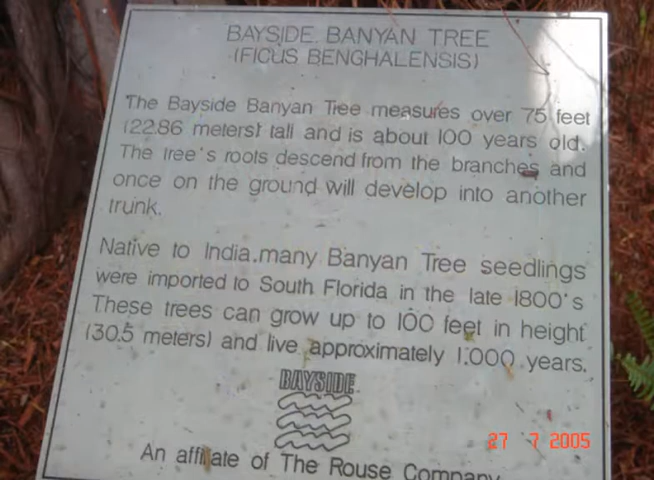 BAYSIDE BANYAN TREE
(FICUS BENGHALENSIS)
The Bayside Banyan Tree measures over 75 feet
(22.86 meters) tall and is about 100 years old.
The tree's roots descend from the branches and
once on the ground will develop into another
trunk.
Native to India, many Banyan Tree seedlings
were imported to South Florida in the late 1800's
These trees can grow up to 100 feet in height
(30.5 meters) and live approximately 1,000 years.
BAYSIDE
An affiliate of The Rouse Company
27 7 2005